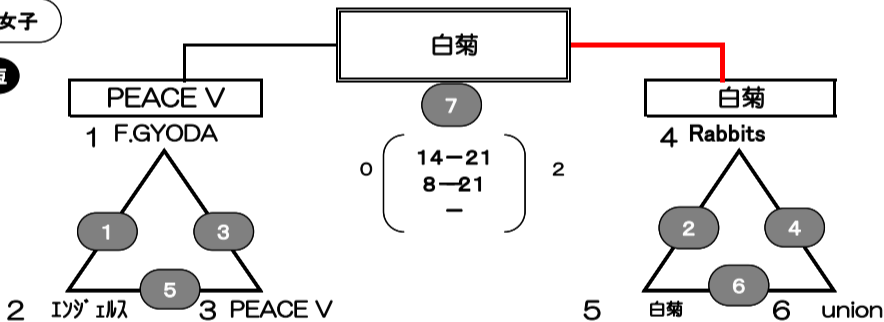 女子
白菊
PEACE V
7
白菊
1 F.GYODA
4 Rabbits
0
14-21
8-21
-
2
1
3
2
4
5
6
2 ｴﾝｼﾞｪﾙｽ
3 PEACE V
5 白菊
6 union